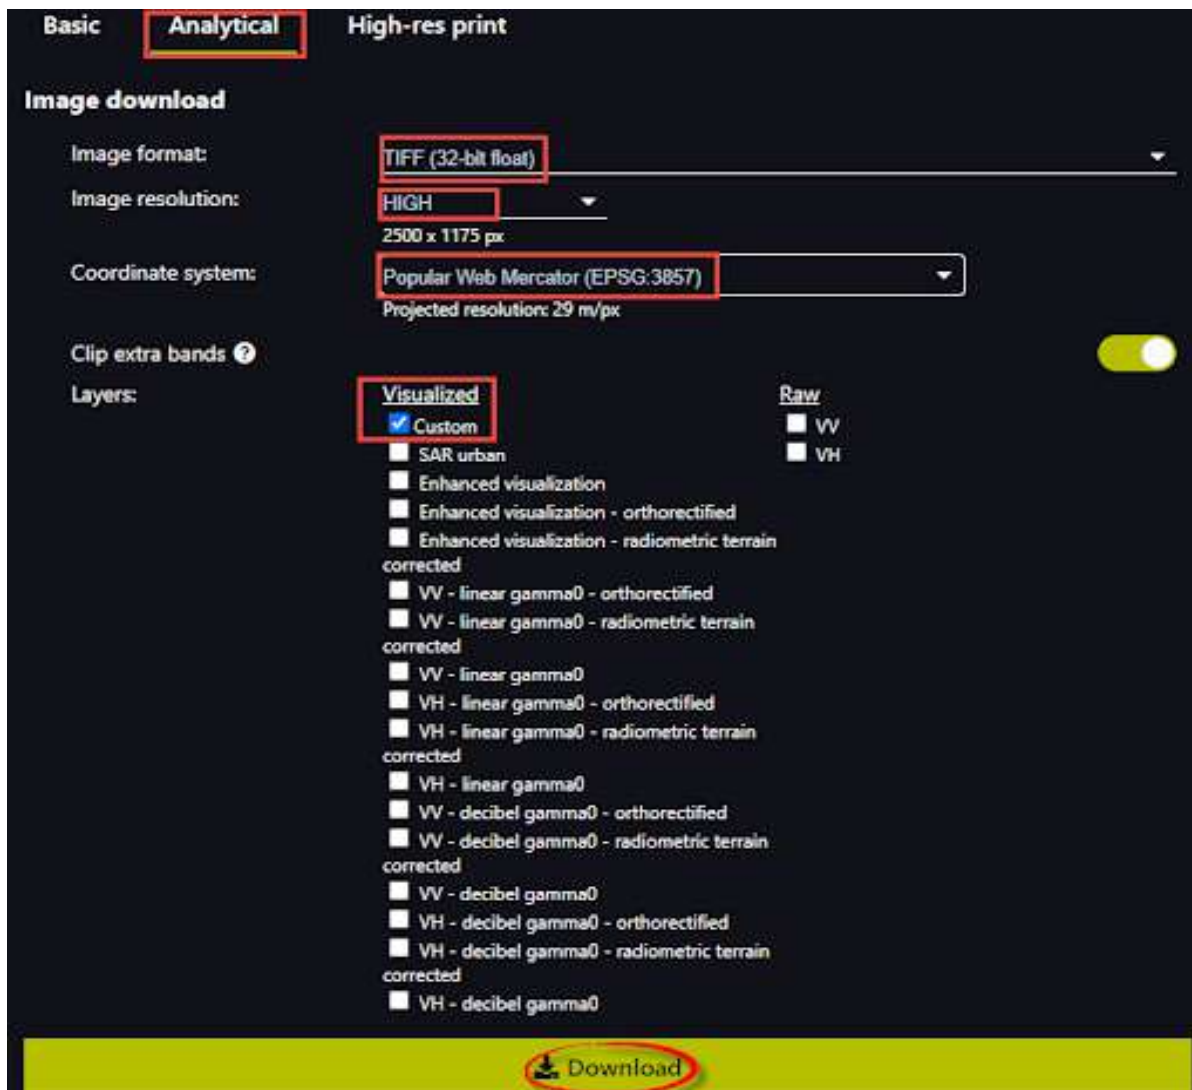 Basic Analytical High-res print
Image download
Image format: TIFF (32-bit float)
Image resolution: HIGH
2500 x 1175 px
Coordinate system: Popular Web Mercator (EPSG:3857)
Projected resolution: 29 m/px
Clip extra bands ?
Layers: Visualized Raw
Custom VV
SAR urban VH
Enhanced visualization
Enhanced visualization - orthorectified
Enhanced visualization - radiometric terrain
corrected
VV - linear gamma0 - orthorectified
VV - linear gamma0 - radiometric terrain
corrected
VV - linear gamma0
VH - linear gamma0 - orthorectified
VH - linear gamma0 - radiometric terrain
corrected
VH - linear gamma0
VV - decibel gamma0 - orthorectified
VV - decibel gamma0 - radiometric terrain
corrected
VV - decibel gamma0
VH - decibel gamma0 - orthorectified
VH - decibel gamma0 - radiometric terrain
corrected
VH - decibel gamma0
Download